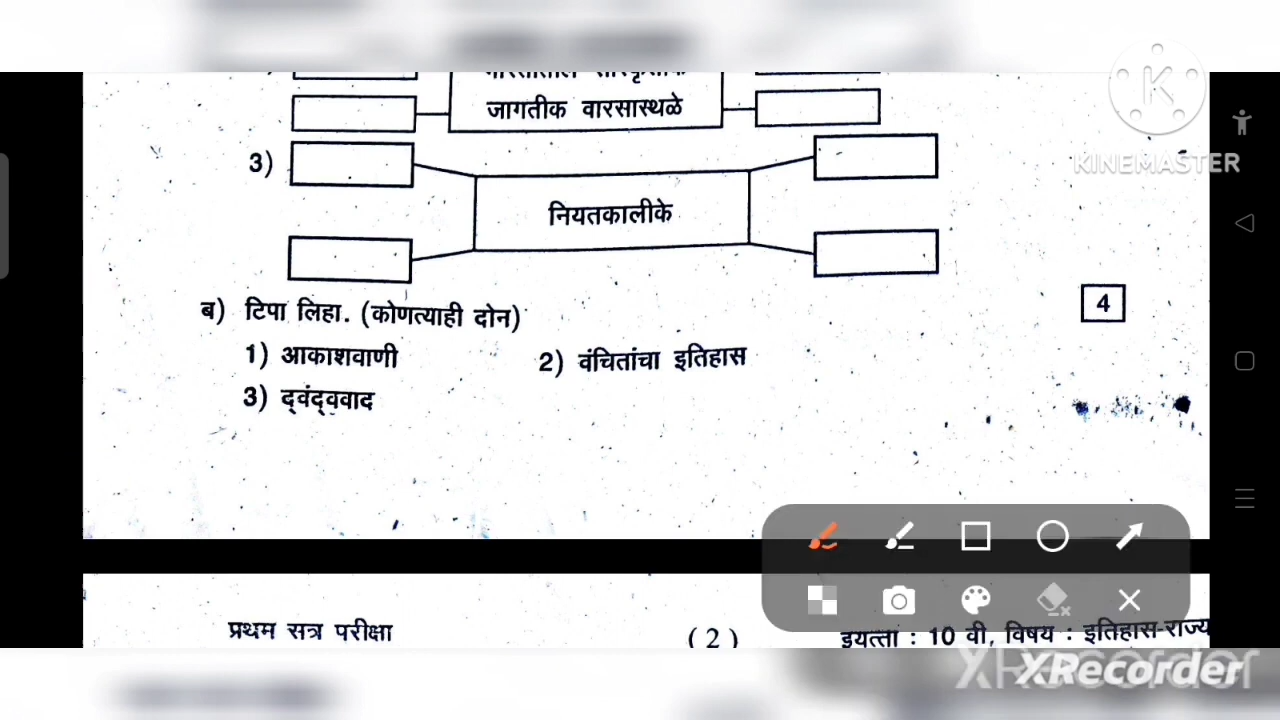 भारतातील सांस्कृतिक
जागतीक वारसास्थळे
3)
नियतकालीके
ब) टिपा लिहा. (कोणत्याही दोन)
4
1) आकाशवाणी 2) वंचितांचा इतिहास
3) द्वंद्ववाद
प्रथम सत्र परीक्षा (2) इयत्ता : 10 वी, विषय : इतिहास-राज्य
K
KINEMASTER
XRecorder